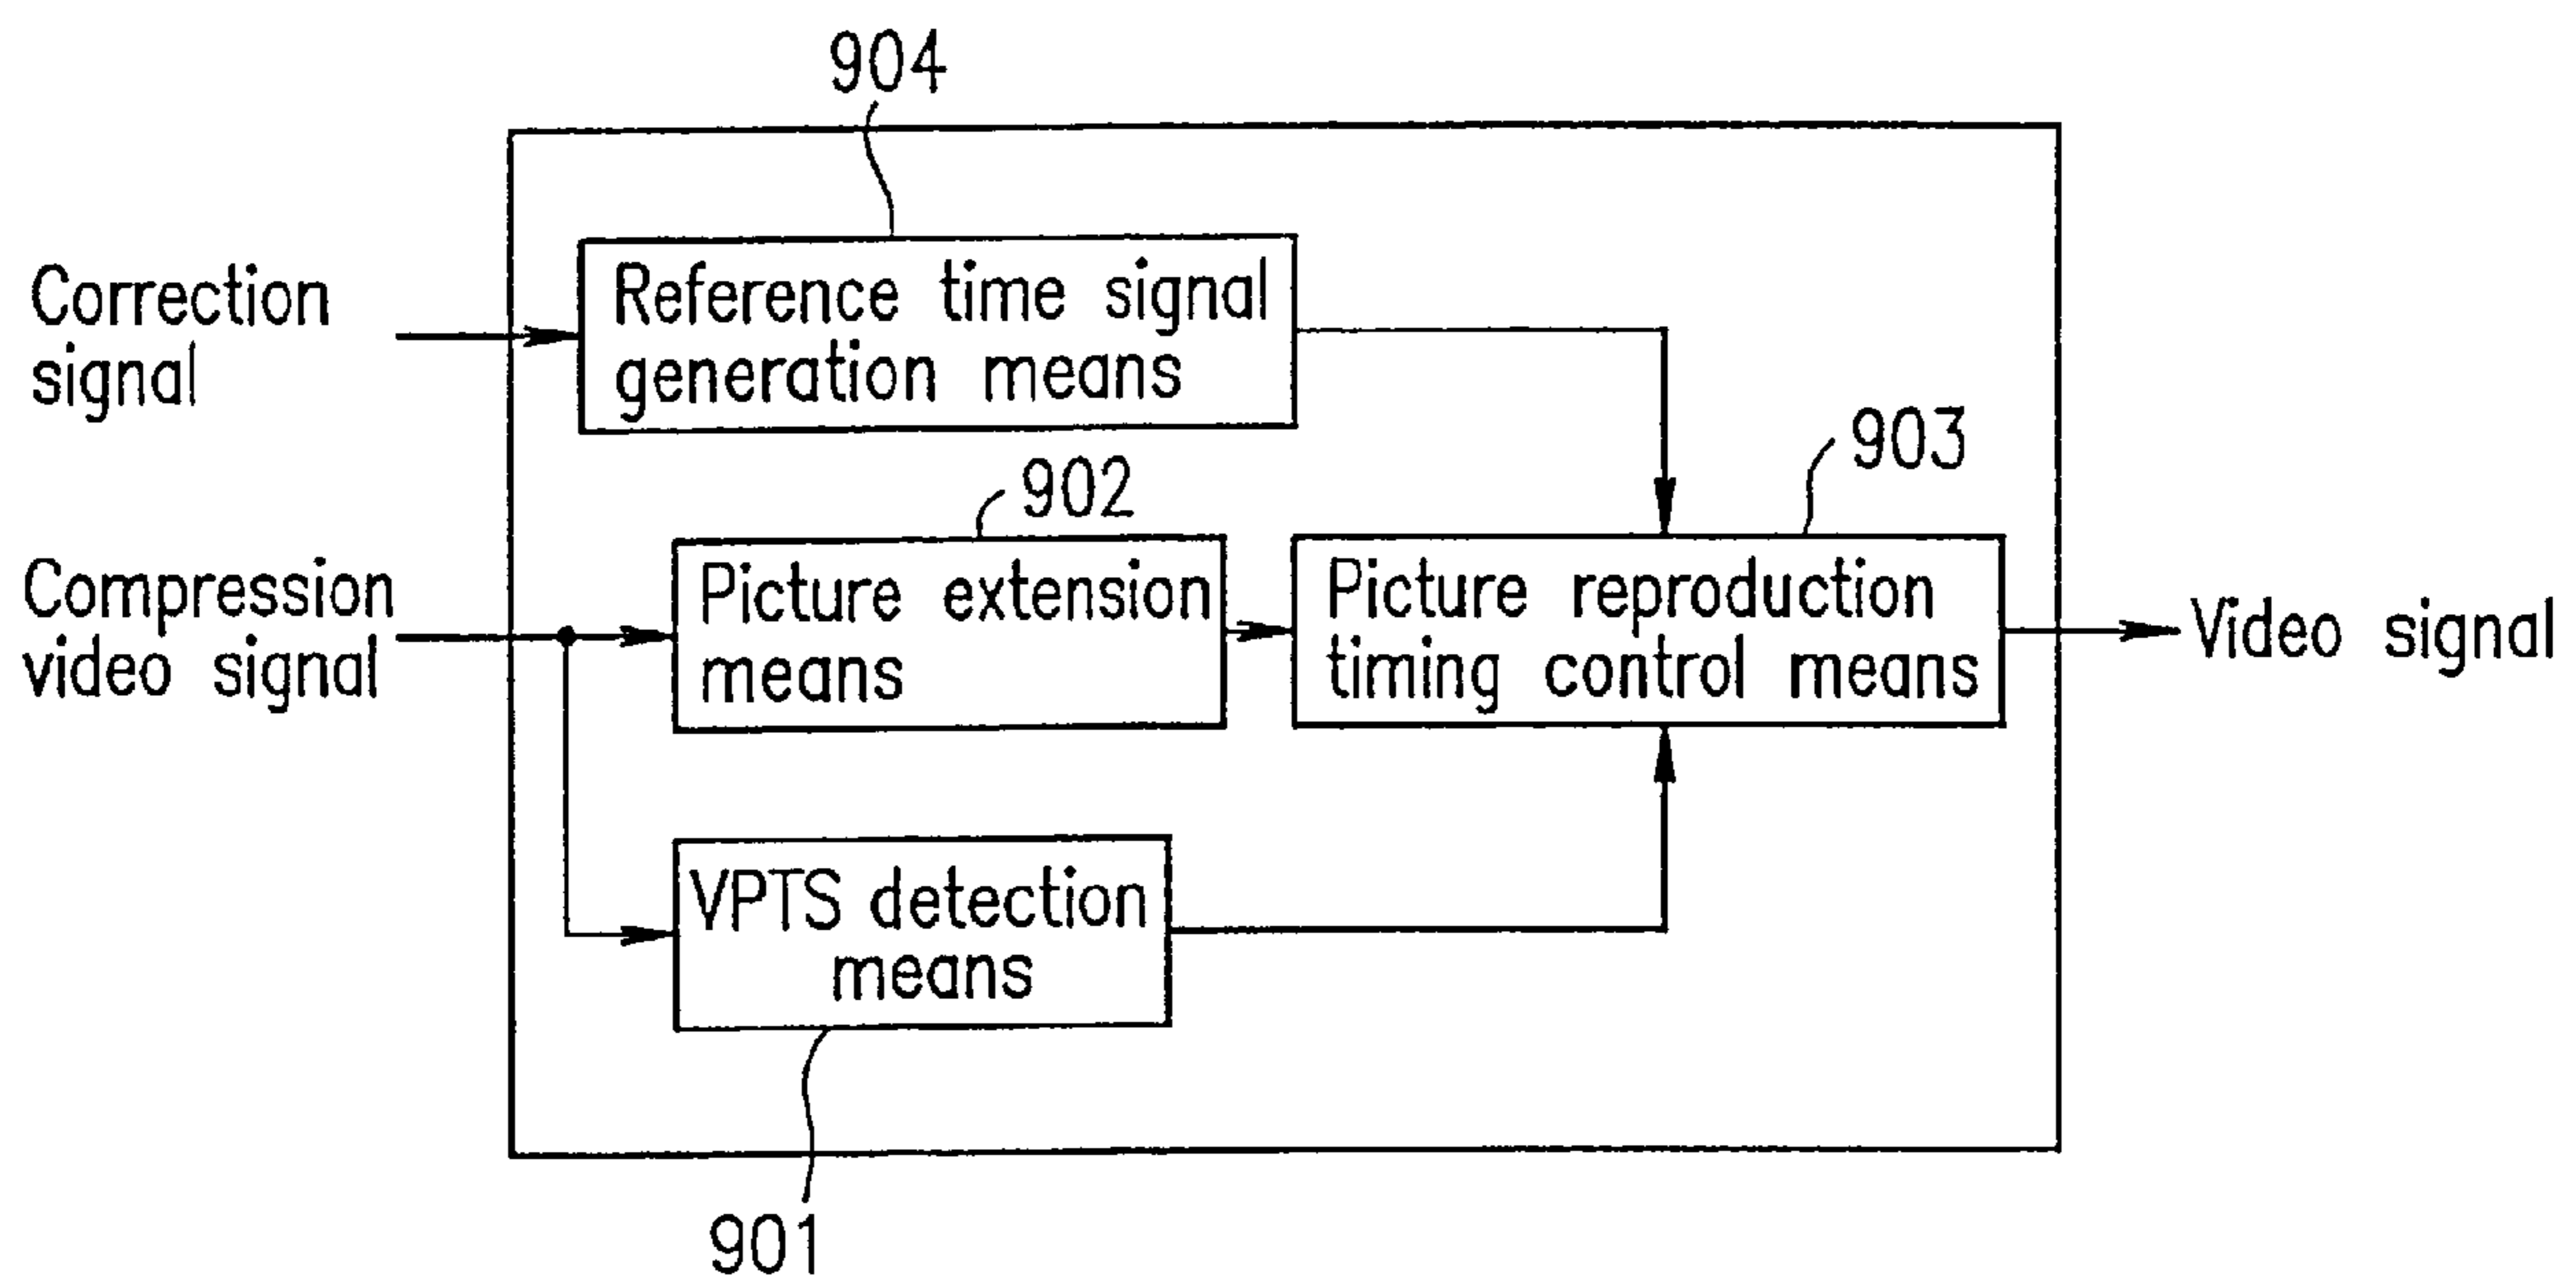 904
Correction
signal
Reference time signal
generation means
903
902
Compression
video signal
Picture extension
means
Picture reproduction
timing control means
Video signal
VPTS detection
means
901